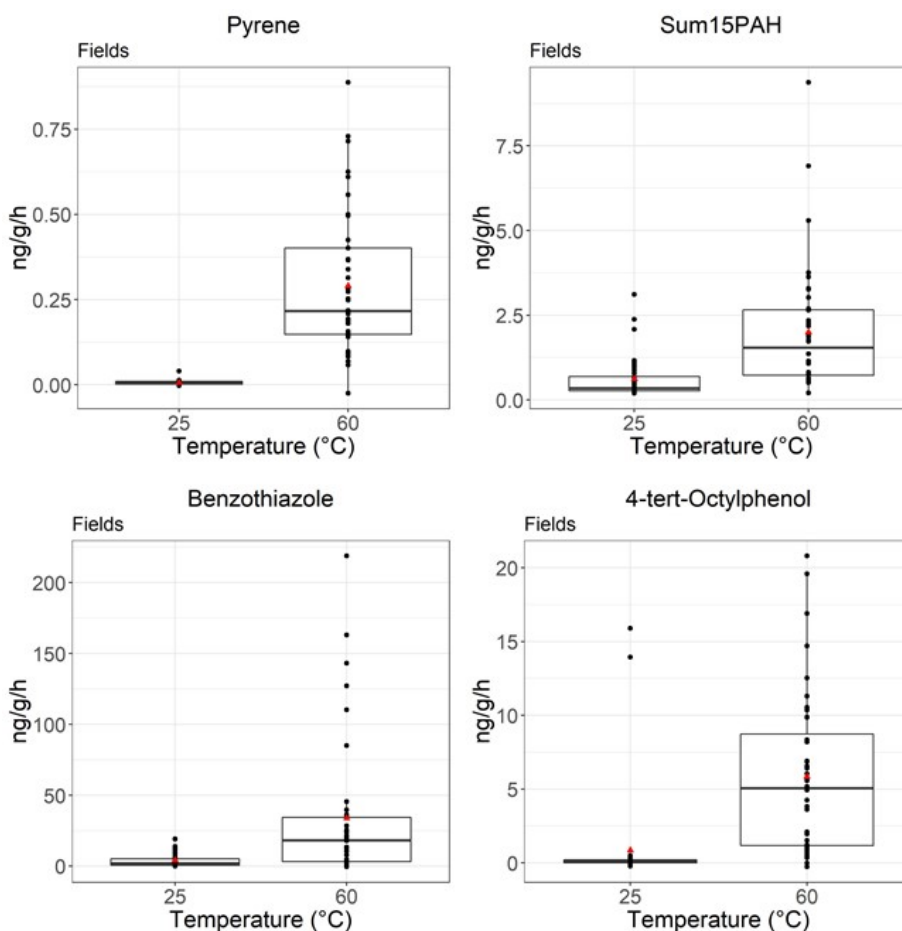 Pyrene
Fields
ng/g/h
0.75
0.50
0.25
0.00
25
60
Temperature (°C)
Sum15PAH
Fields
ng/g/h
7.5
5.0
2.5
0.0
25
60
Temperature (°C)
Benzothiazole
Fields
ng/g/h
200
150
100
50
0
25
60
Temperature (°C)
4-tert-Octylphenol
Fields
ng/g/h
20
15
10
5
0
25
60
Temperature (°C)